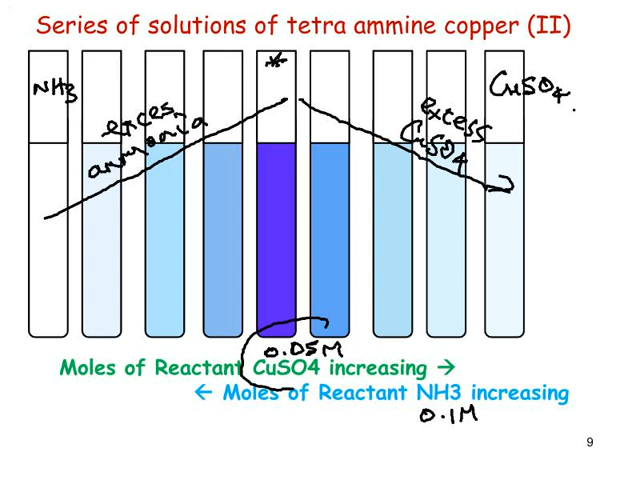 Series of solutions of tetra ammine copper (II)
NH3
exces. ammonia
*
excess CuSO4
CuSO4.
0.05M
Moles of Reactant CuSO4 increasing →
← Moles of Reactant NH3 increasing
0.1M
9